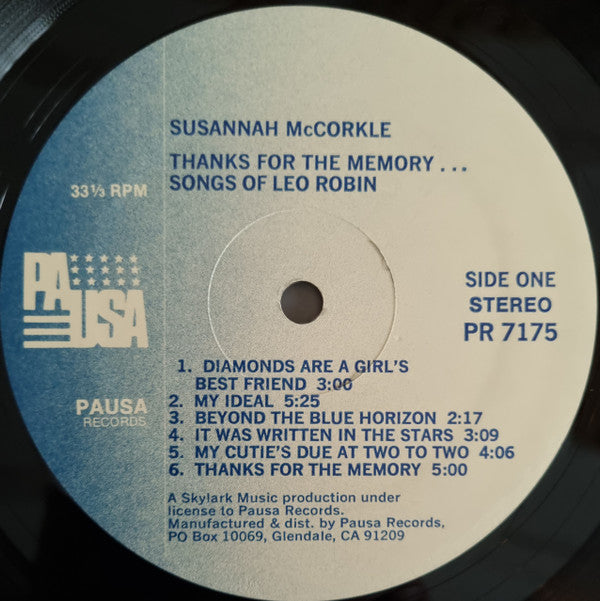 SUSANNAH McCORKLE
THANKS FOR THE MEMORY...
SONGS OF LEO ROBIN
33⅓ RPM
PAUSA
SIDE ONE
STEREO
PR 7175
PAUSA
RECORDS
1. DIAMONDS ARE A GIRL'S
BEST FRIEND 3:00
2. MY IDEAL 5:25
3. BEYOND THE BLUE HORIZON 2:17
4. IT WAS WRITTEN IN THE STARS 3:09
5. MY CUTIE'S DUE AT TWO TO TWO 4:06
6. THANKS FOR THE MEMORY 5:00
A Skylark Music production under
license to Pausa Records.
Manufactured & dist. by Pausa Records,
PO Box 10069, Glendale, CA 91209